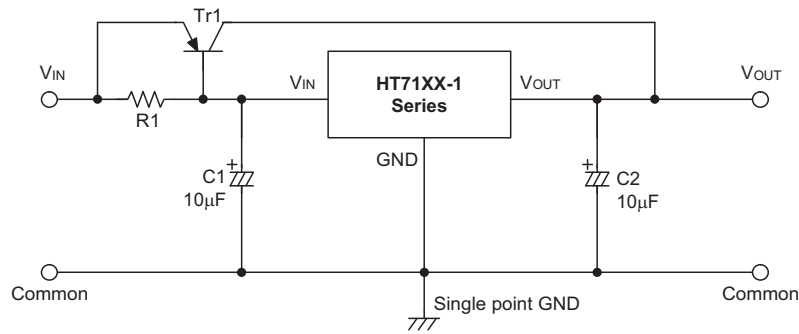 Tr1
VIN
R1
VIN
HT71XX-1
Series
VOUT
VOUT
GND
C1
10μF
C2
10μF
Common
Single point GND
Common